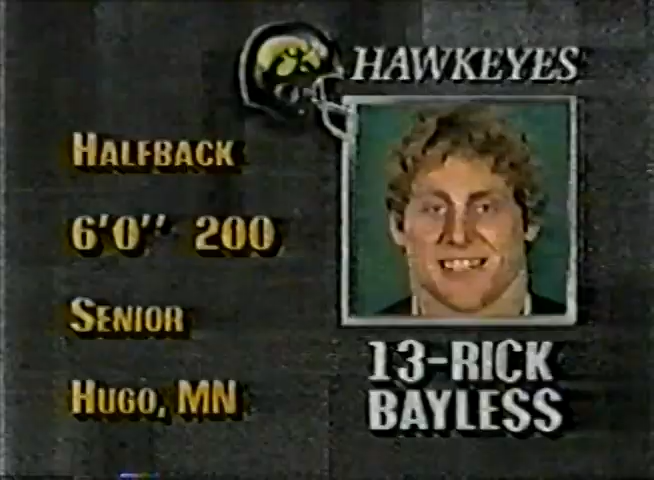 HAWKEYES
HALFBACK
6'0" 200
SENIOR
HUGO, MN
13-RICK
BAYLESS